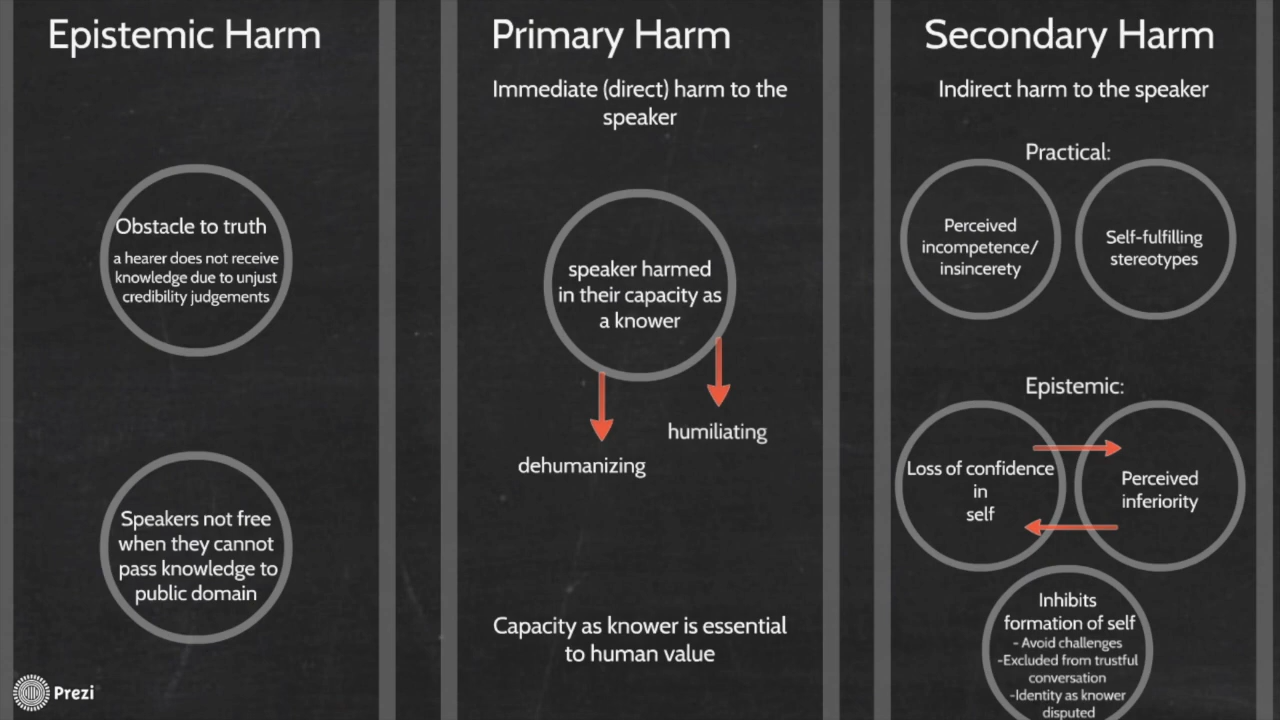 Epistemic Harm
Obstacle to truth
a hearer does not receive
knowledge due to unjust
credibility judgements
Speakers not free
when they cannot
pass knowledge to
public domain
Primary Harm
Immediate (direct) harm to the
speaker
speaker harmed
in their capacity as
a knower
humiliating
dehumanizing
Capacity as knower is essential
to human value
Secondary Harm
Indirect harm to the speaker
Practical:
Perceived
incompetence/
insincerety
Self-fulfilling
stereotypes
Epistemic:
Loss of confidence
in
self
Perceived
inferiority
Inhibits
formation of self
- Avoid challenges
-Excluded from trustful
conversation
-Identity as knower
disputed
Prezi